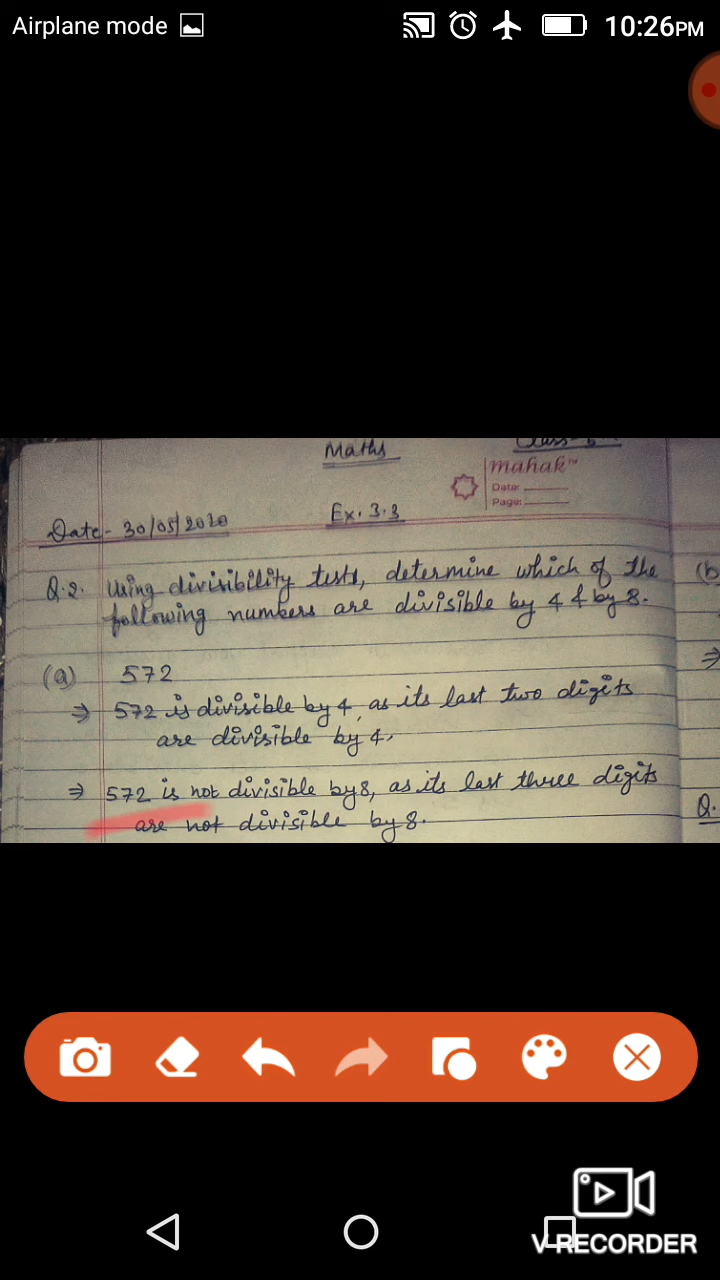 Airplane mode
10:26PM
Maths
mahak™
Date:
Page:
Date - 30/05/2020
Ex. 3.3
Q.2. Using divisibility tests, determine which of the
following numbers are divisible by 4 & by 8.
(b
(a) 572
⇒ 572 is divisible by 4, as its last two digits
are divisible by 4.
⇒
⇒ 572 is not divisible by 8, as its last three digits
are not divisible by 8.
Q.
V RECORDER